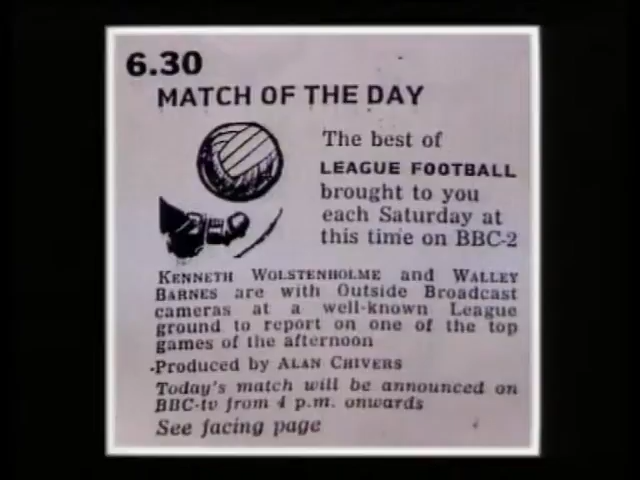 6.30
MATCH OF THE DAY
The best of
LEAGUE FOOTBALL
brought to you
each Saturday at
this time on BBC-2
KENNETH WOLSTENHOLME and WALLEY
BARNES are with Outside Broadcast
cameras at a well-known League
ground to report on one of the top
games of the afternoon
Produced by ALAN CHIVERS
Today's match will be announced on
BBC-tv from 4 p.m. onwards
See facing page